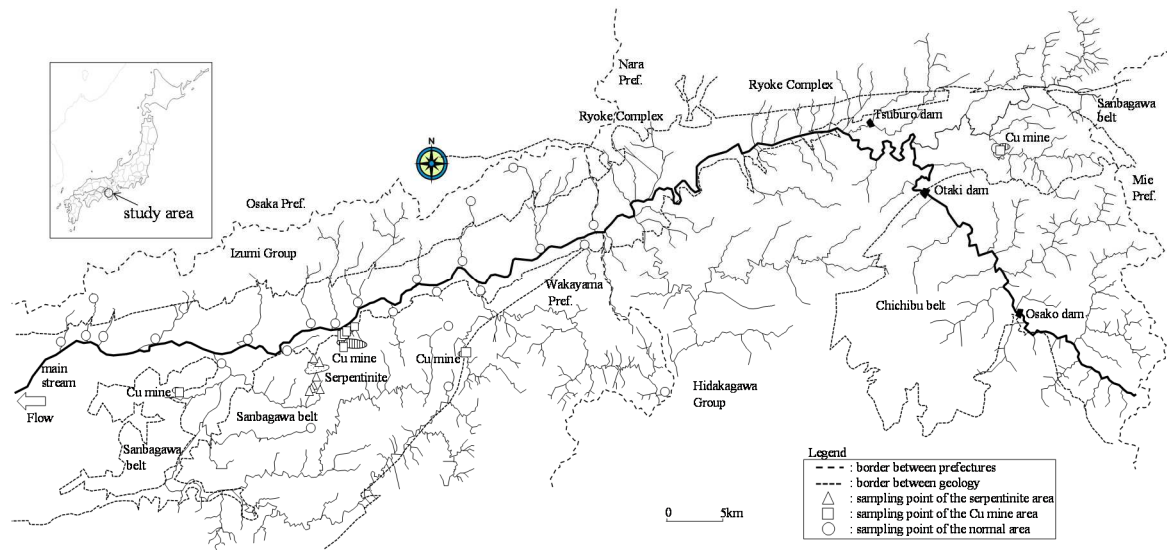 Nara
Pref.
Ryoke Complex
Ryoke Complex
Tsuburo dam
Sanbagawa
belt
Cu mine
N
Mie
Pref.
Otaki dam
study area
Osaka Pref.
Izumi Group
Wakayama
Pref.
Chichibu belt
Osako dam
main
stream
Flow
Cu mine
Serpentinite
Cu mine
Cu mine
Sanbagawa belt
Hidakagawa
Group
Sanbagawa
belt
0 5km
Legend
: border between prefectures
: border between geology
: sampling point of the serpentinite area
: sampling point of the Cu mine area
: sampling point of the normal area